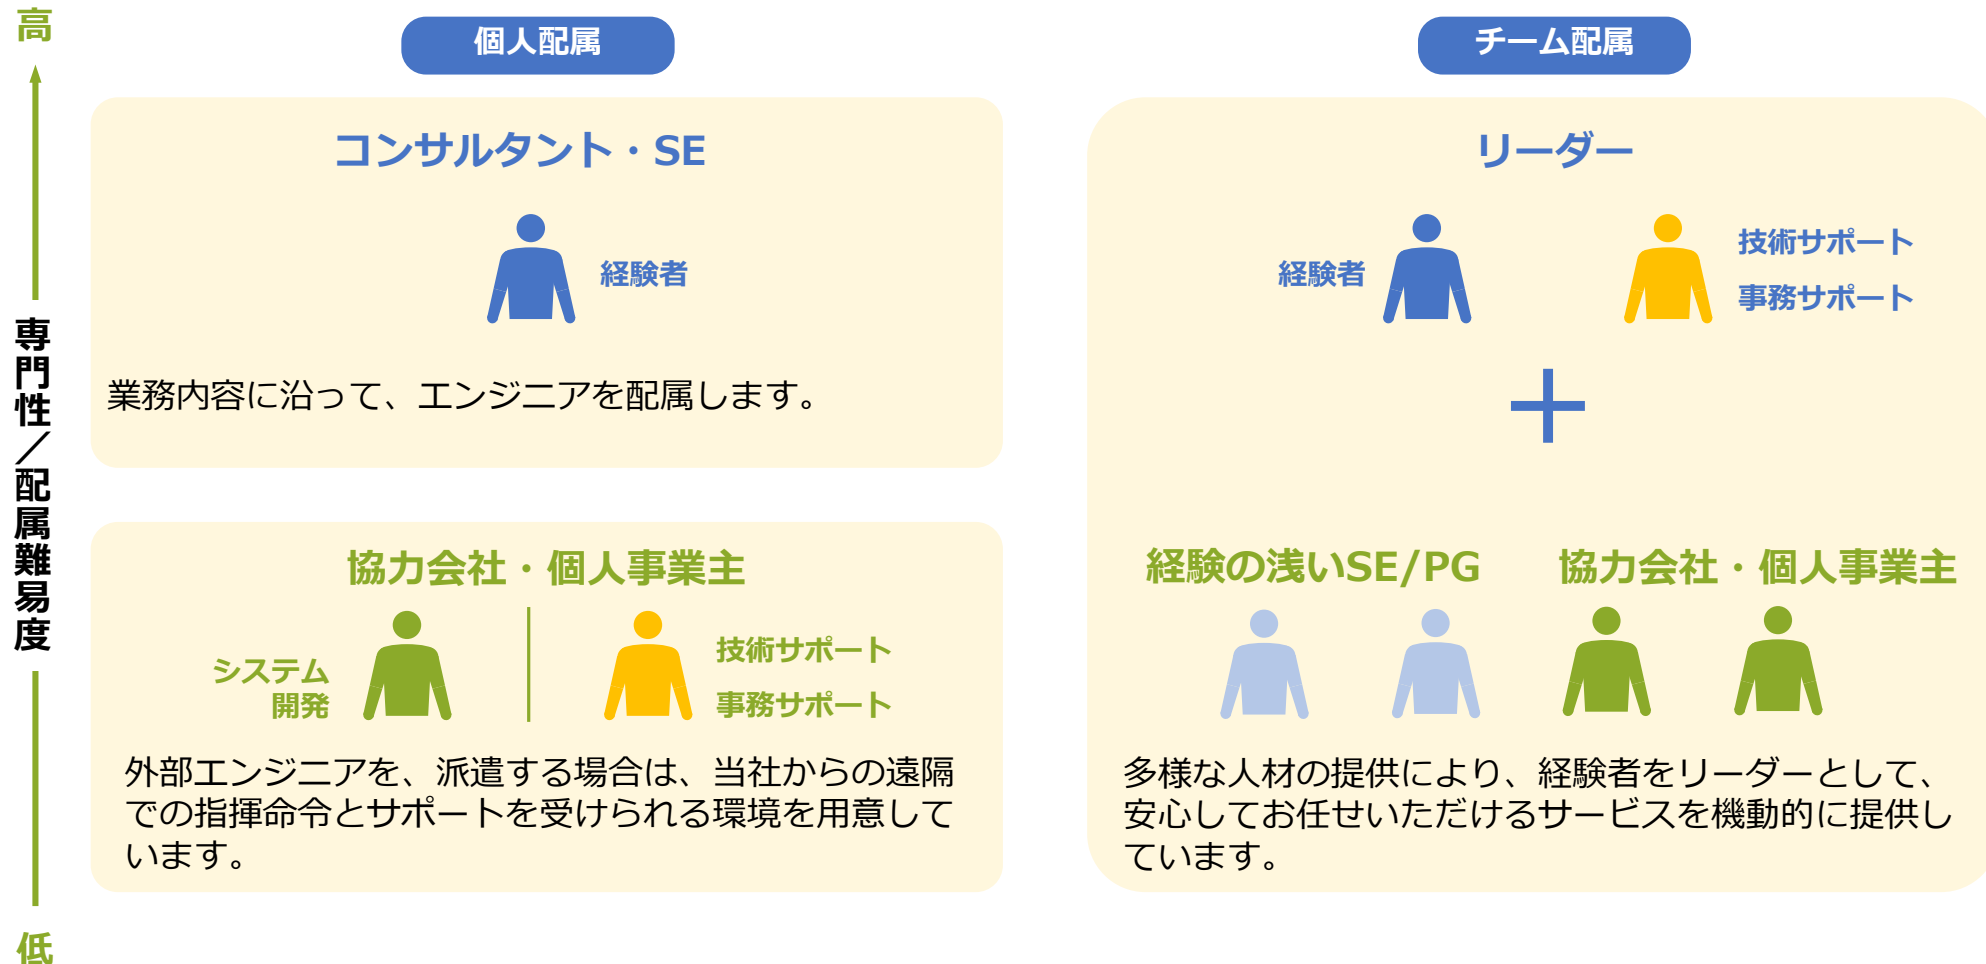 高
専門性／配属難易度
低
個人配属
コンサルタント・SE
経験者
業務内容に沿って、エンジニアを配属します。
協力会社・個人事業主
システム
開発
技術サポート
事務サポート
外部エンジニアを、派遣する場合は、当社からの遠隔
での指揮命令とサポートを受けられる環境を用意して
います。
チーム配属
リーダー
経験者
技術サポート
事務サポート
経験の浅いSE/PG
協力会社・個人事業主
多様な人材の提供により、経験者をリーダーとして、
安心してお任せいただけるサービスを機動的に提供し
ています。